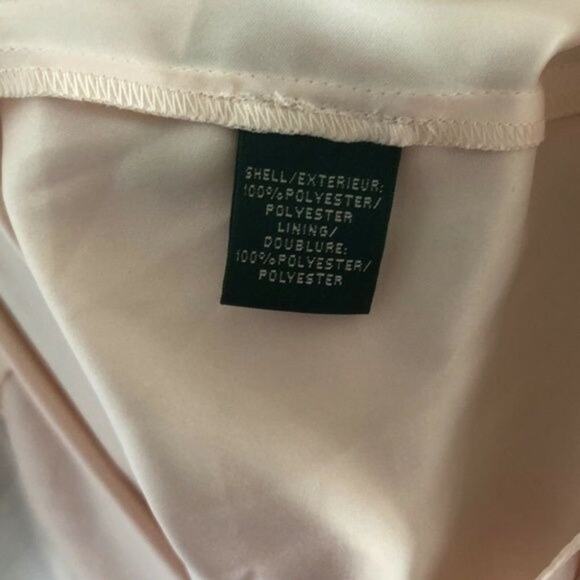 SHELL/EXTERIEUR:
100%POLYESTER/
POLYESTER
LINING/
DOUBLURE:
100%POLYESTER/
POLYESTER